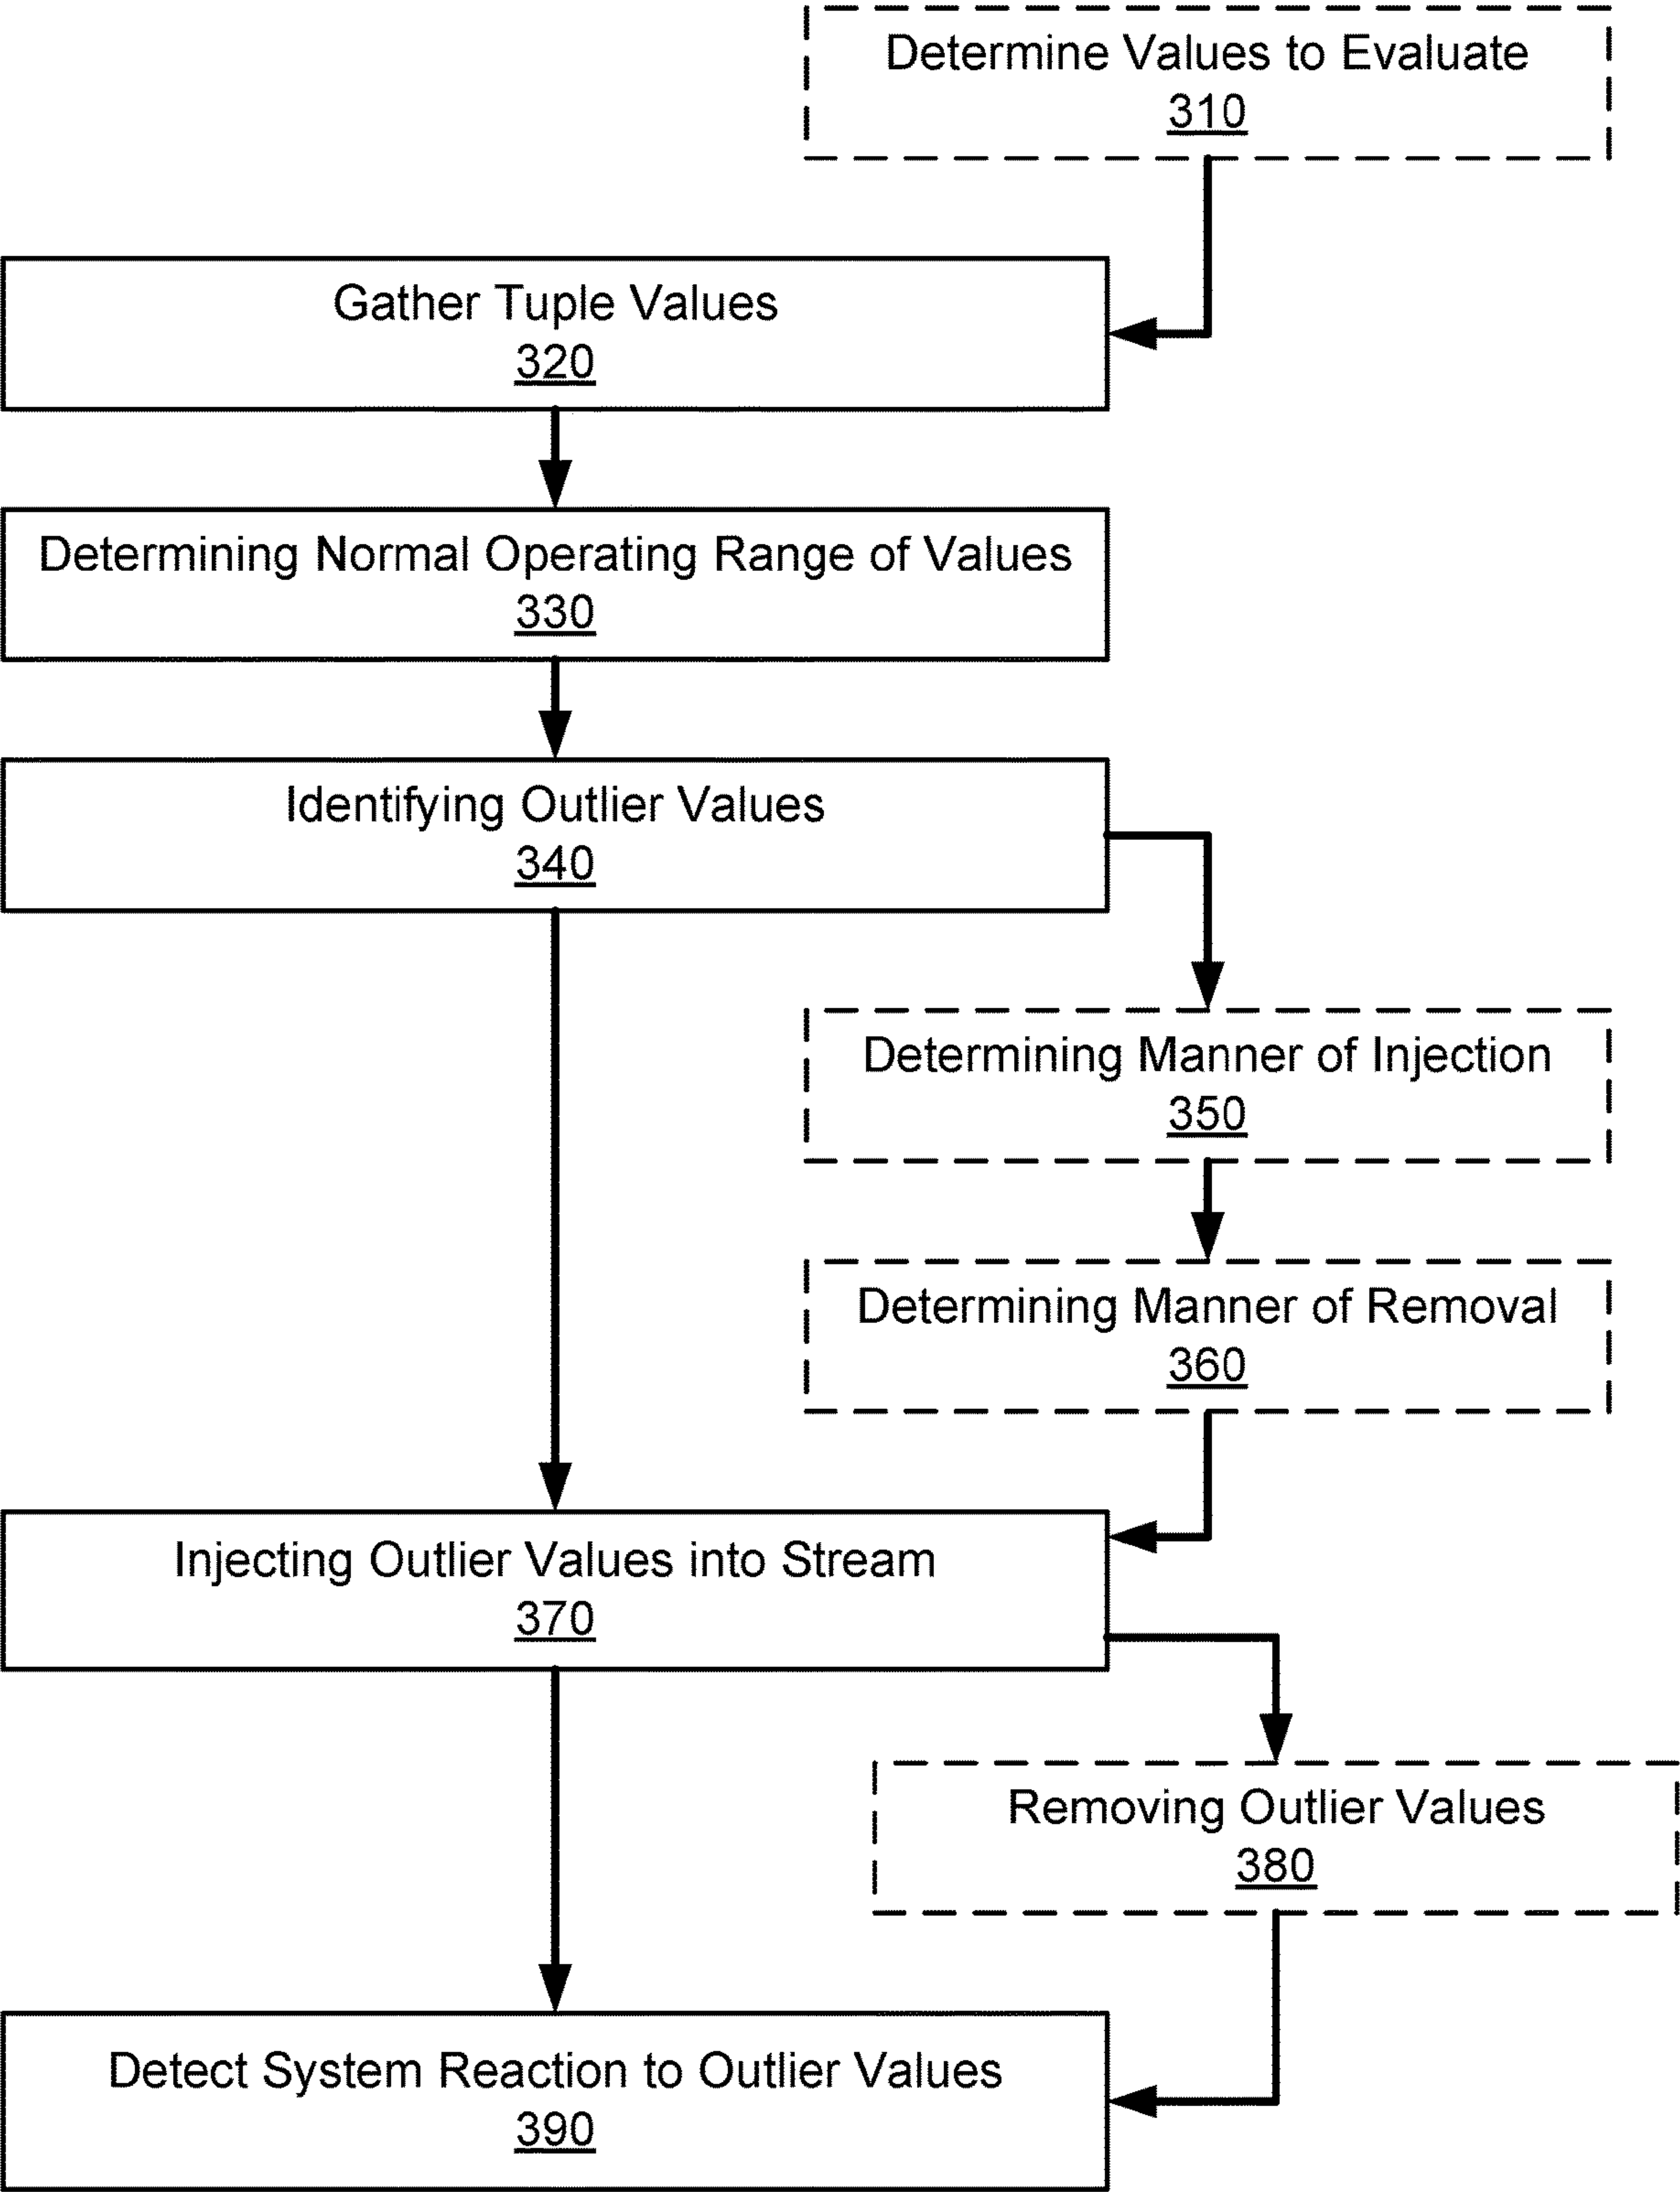 Determine Values to Evaluate
310
Gather Tuple Values
320
Determining Normal Operating Range of Values
330
Identifying Outlier Values
340
Determining Manner of Injection
350
Determining Manner of Removal
360
Injecting Outlier Values into Stream
370
Removing Outlier Values
380
Detect System Reaction to Outlier Values
390